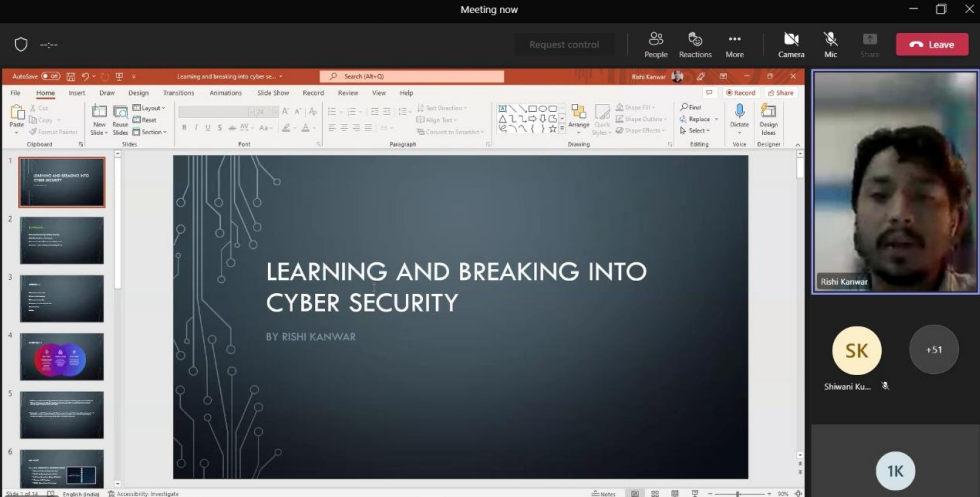 Meeting now
--:--
Request control
People
Reactions
More
Camera
Mic
Share
Leave
AutoSave
Off
Learning and breaking into cyber se...
Search (Alt+Q)
Rishi Kanwar
File Home Insert Draw Design Transitions Animations Slide Show Record Review View Help
Record
Share
Paste
Cut
Copy
Format Painter
Clipboard
New Slide
Reuse Slides
Layout
Reset
Section
Slides
Font
Text Direction
Align Text
Convert to SmartArt
Paragraph
Arrange
Quick Styles
Shape Fill
Shape Outline
Shape Effects
Drawing
Find
Replace
Select
Editing
Dictate
Voice
Design Ideas
Designer
1
LEARNING AND BREAKING INTO
CYBER SECURITY
2
3
4
5
6
LEARNING AND BREAKING INTO
CYBER SECURITY
BY RISHI KANWAR
Rishi Kanwar
SK
Shiwani Ku...
+51
1K
Slide 1 of 14
English (India)
Accessibility: Investigate
Notes
90%